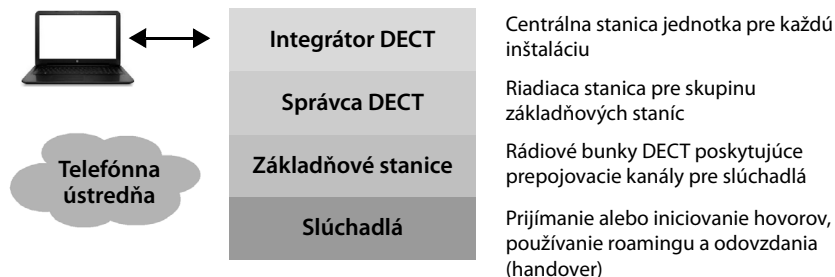 Integrátor DECT
Centrálna stanica jednotka pre každú
inštaláciu
Správca DECT
Riadiaca stanica pre skupinu
základňových staníc
Telefónna
ústredňa
Základňové stanice
Rádiové bunky DECT poskytujúce
prepojovacie kanály pre slúchadlá
Slúchadlá
Prijímanie alebo iniciovanie hovorov,
používanie roamingu a odovzdania
(handover)